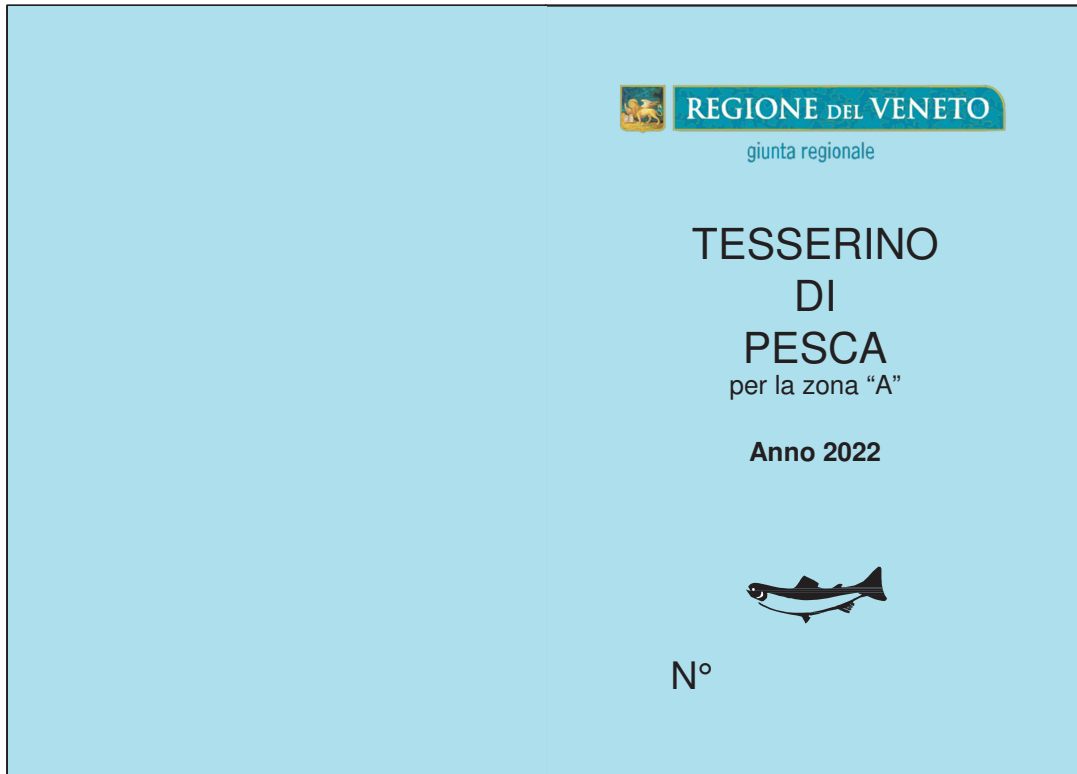 REGIONE DEL VENETO
giunta regionale
TESSERINO
DI
PESCA
per la zona “A”
Anno 2022
N°